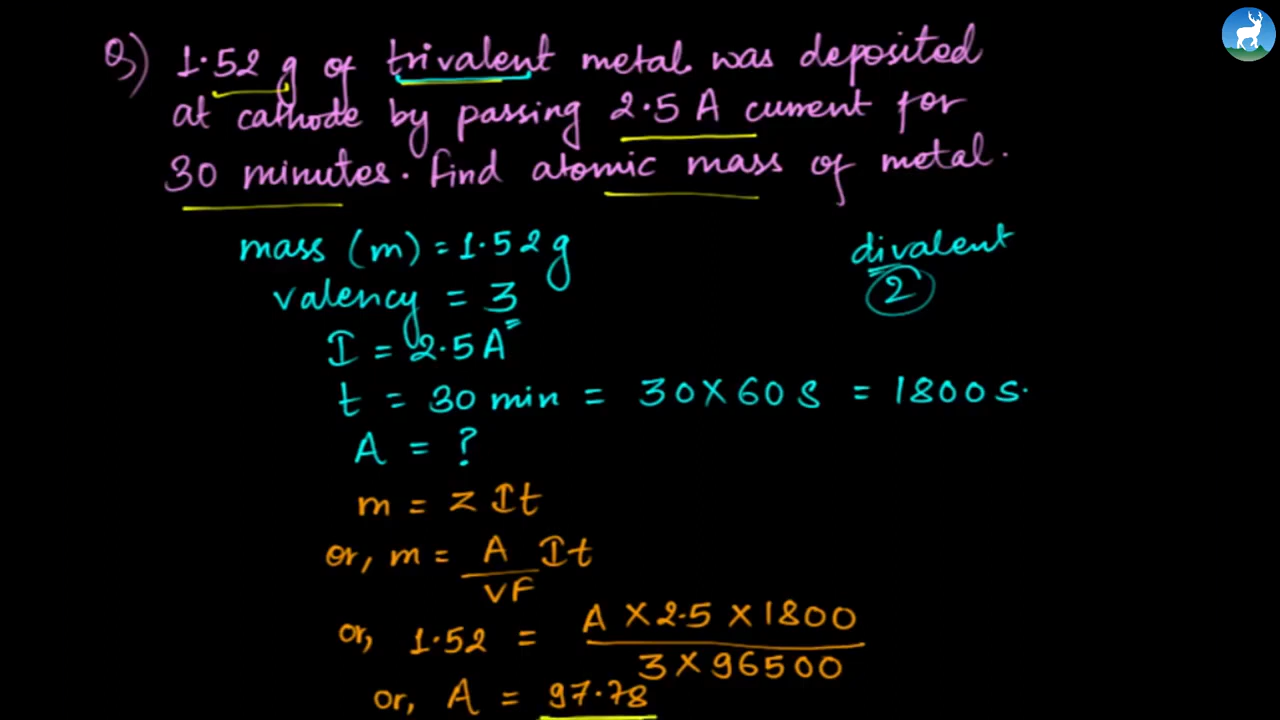 Q) 1.52 g of trivalent metal was deposited
at cathode by passing 2.5 A current for
30 minutes. Find atomic mass of metal.
mass (m) = 1.52 g
divalent
valency = 3
2
I = 2.5 A
t = 30 min = 30 × 60 s = 1800 s.
A = ?
m = Z I t
or, m = A/VF I t
or, 1.52 = A × 2.5 × 1800 / 3 × 96500
or, A = 97.78